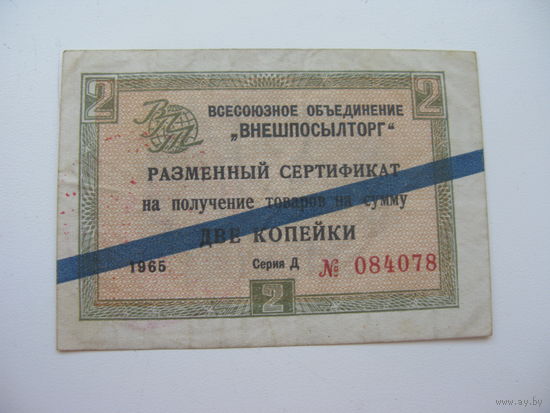 2 2
ВПТ
ВСЕСОЮЗНОЕ ОБЪЕДИНЕНИЕ
„ВНЕШПОСЫЛТОРГ“
РАЗМЕННЫЙ СЕРТИФИКАТ
на получение товаров на сумму
ДВЕ КОПЕЙКИ
1965 Серия Д № 084078
2
www.ay.by